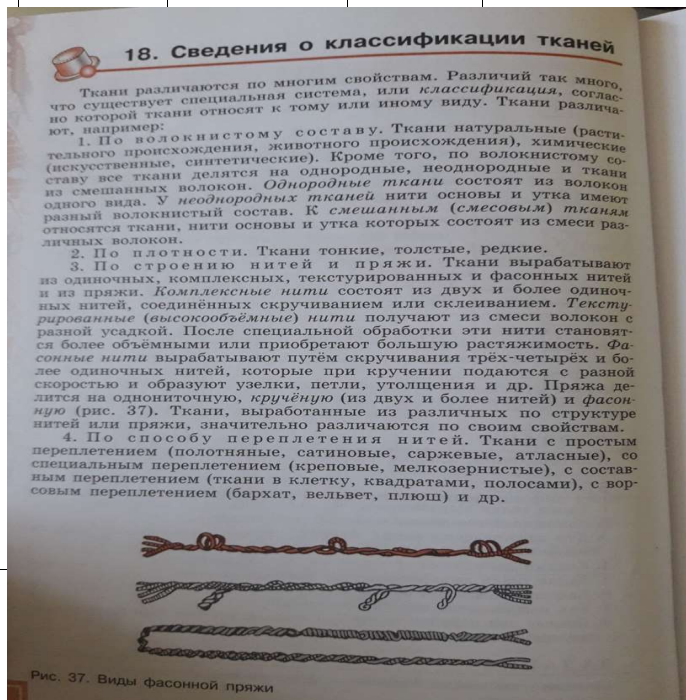 18. Сведения о классификации тканей
Ткани различаются по многим свойствам. Различий так много,
что существует специальная система, или классификация, соглас-
но которой ткани относят к тому или иному виду. Ткани различа-
ют, например:
1. По волокнистому составу. Ткани натуральные (расти-
тельного происхождения, животного происхождения), химические
(искусственные, синтетические). Кроме того, по волокнистому со-
ставу все ткани делятся на однородные, неоднородные и ткани
из смешанных волокон. Однородные ткани состоят из волокон
одного вида. У неоднородных тканей нити основы и утка имеют
разный волокнистый состав. К смешанным (смесовым) тканям
относятся ткани, нити основы и утка которых состоят из смеси раз-
личных волокон.
2. По плотности. Ткани тонкие, толстые, редкие.
3. По строению нитей и пряжи. Ткани вырабатывают
из одиночных, комплексных, текстурированных и фасонных нитей
и из пряжи. Комплексные нити состоят из двух и более одиноч-
ных нитей, соединённых скручиванием или склеиванием. Тексту-
рированные (высокообъёмные) нити получают из смеси волокон с
разной усадкой. После специальной обработки эти нити становят-
ся более объёмными или приобретают большую растяжимость. Фа-
сонные нити вырабатывают путём скручивания трёх-четырёх и бо-
лее одиночных нитей, которые при кручении подаются с разной
скоростью и образуют узелки, петли, утолщения и др. Пряжа де-
лится на однониточную, кручёную (из двух и более нитей) и фасон-
ную (рис. 37). Ткани, выработанные из различных по структуре
нитей или пряжи, значительно различаются по своим свойствам.
4. По способу переплетения нитей. Ткани с простым
переплетением (полотняные, сатиновые, саржевые, атласные), со
специальным переплетением (креповые, мелкозернистые), с состав-
ным переплетением (ткани в клетку, квадратами, полосами), с вор-
совым переплетением (бархат, вельвет, плюш) и др.
Рис. 37. Виды фасонной пряжи